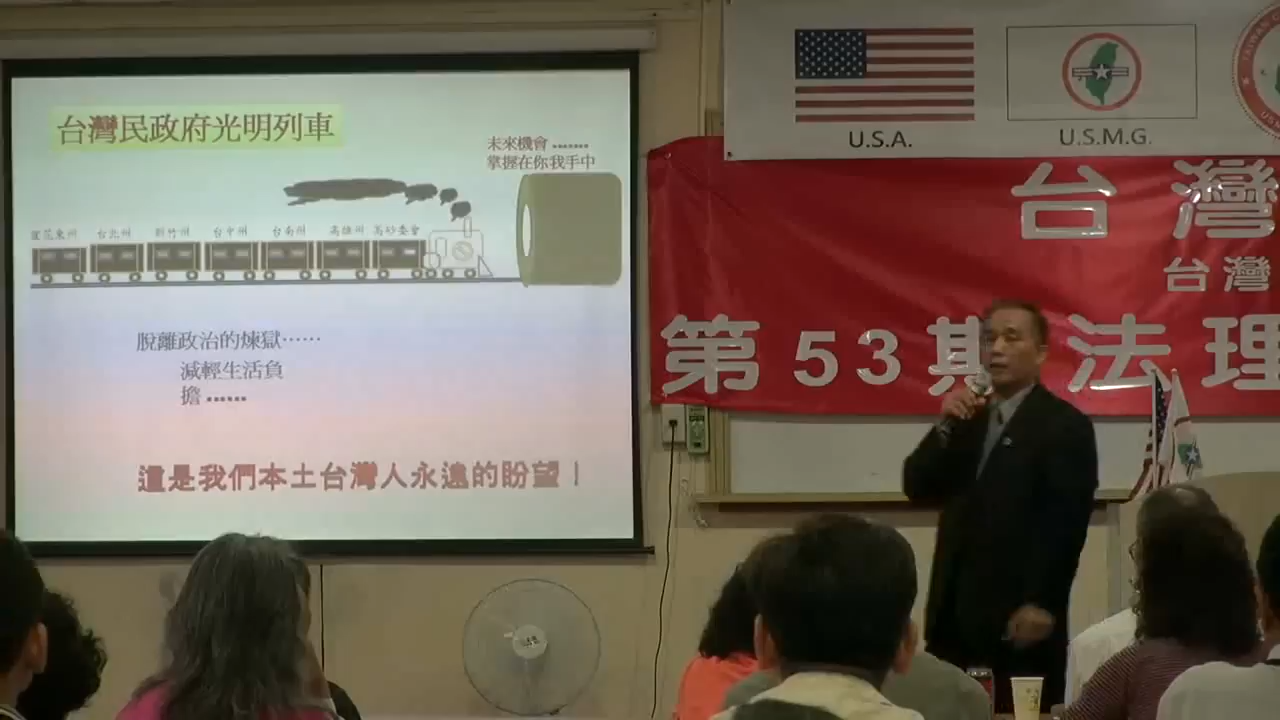 台灣民政府光明列車
未來機會........
掌握在你我手中
宜花東州 台北州 新竹州 台中州 台南州 高雄州 高砂委會
脫離政治的煉獄……
減輕生活負
擔........
這是我們本土台灣人永遠的盼望！
U.S.A.
U.S.M.G.
台灣
台灣
第53期法理